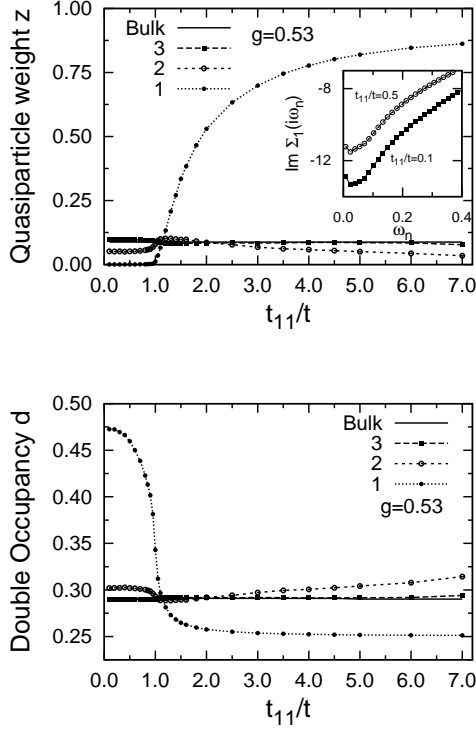 Quasiparticle weight z
1.00
0.75
0.50
0.25
0.00
Bulk
3
2
1
g=0.53
Im Σ₁(iωₙ)
-8
-12
t₁₁/t=0.5
t₁₁/t=0.1
0.0 0.2 0.4
ωₙ
0.0 1.0 2.0 3.0 4.0 5.0 6.0 7.0
t₁₁/t
Double Occupancy d
0.50
0.45
0.40
0.35
0.30
0.25
Bulk
3
2
1
g=0.53
0.0 1.0 2.0 3.0 4.0 5.0 6.0 7.0
t₁₁/t